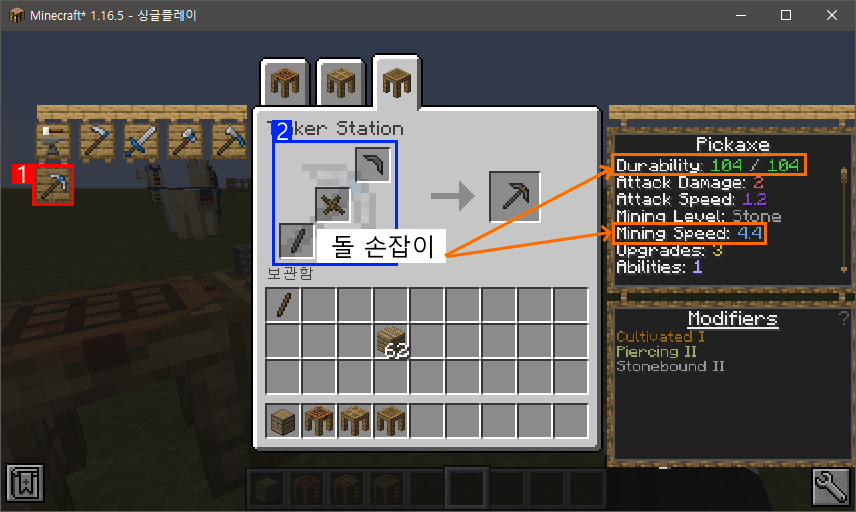 Minecraft* 1.16.5 - 싱글플레이
1
2
Tinker Station
돌 손잡이
보관함
62
Pickaxe
Durability: 104 / 104
Attack Damage: 2
Attack Speed: 1.2
Mining Level: Stone
Mining Speed: 4.4
Upgrades: 3
Abilities: 1
Modifiers
?
Cultivated I
Piercing II
Stonebound II